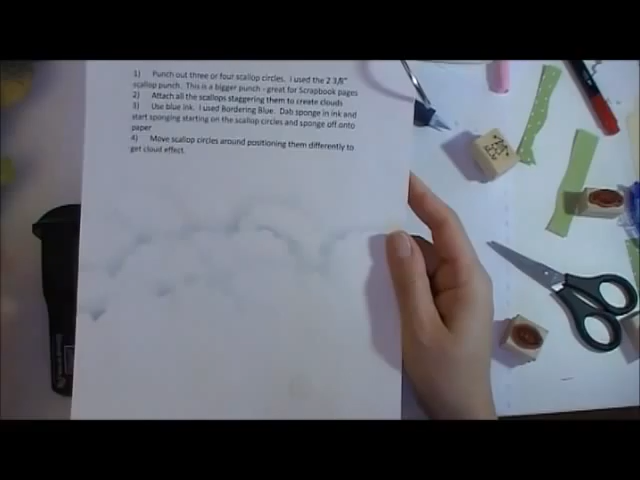 1) Punch out three or four scallop circles. I used the 2 3/8"
scallop punch. This is a bigger punch - great for Scrapbook pages
2) Attach all the scallops staggering them to create clouds
3) Use blue ink. I used Bordering Blue. Dab sponge in ink and
start sponging starting on the scallop circles and sponge off onto
paper
4) Move scallop circles around positioning them differently to
get cloud effect.